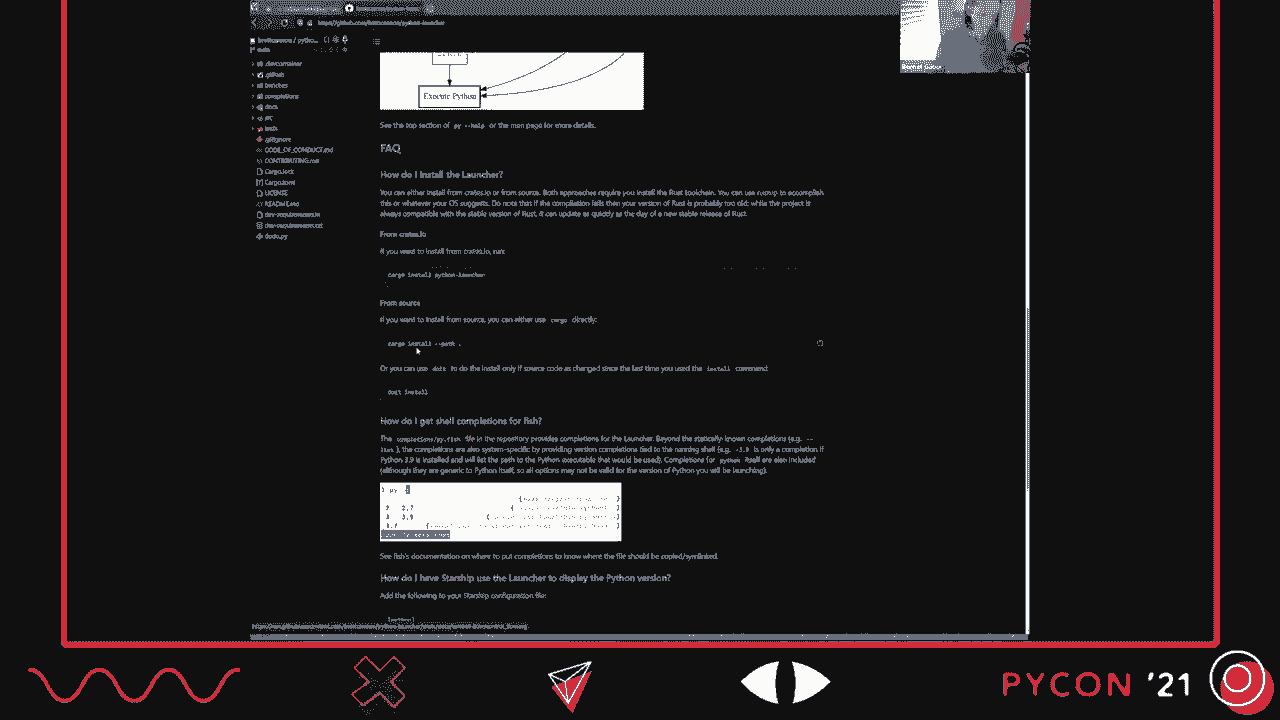 https://github.com/brettcannon/python-launcher
brettcannon / pytho...
main
.devcontainer
.github
benches
completions
docs
src
tests
.gitignore
CODE_OF_CONDUCT.md
CONTRIBUTING.md
Cargo.lock
Cargo.toml
LICENSE
README.md
dev-requirements.in
dev-requirements.txt
dodo.py
Execute Python
See the top section of py --help or the man page for more details.
FAQ
How do I install the Launcher?
You can either install from crates.io or from source. Both approaches require you install the Rust toolchain. You can use rustup to accomplish
this or whatever your OS suggests. Do note that if the compilation fails then your version of Rust is probably too old; while the project is
always compatible with the stable version of Rust, it can update as quickly as the day of a new stable release of Rust.
From crates.io
If you want to install from crates.io, run:
cargo install python-launcher
From source
If you want to install from source, you can either use cargo directly:
cargo install --path .
Or you can use doit to do the install only if source code as changed since the last time you used the install command:
doit install
How do I get shell completions for fish?
The completions/py.fish file in the repository provides completions for the Launcher. Beyond the statically-known completions (e.g. --
list ), the completions are also system-specific by providing version completions tied to the running shell (e.g. -3.9 is only a completion if
Python 3.9 is installed and will list the path to the Python executable that would be used). Completions for python itself are also included
(although they are generic to Python itself, so all options may not be valid for the version of Python you will be launching).
py
See fish's documentation on where to put completions to know where the file should be copied/symlinked.
How do I have Starship use the Launcher to display the Python version?
Add the following to your Starship configuration file:
[python]
PYCON '21